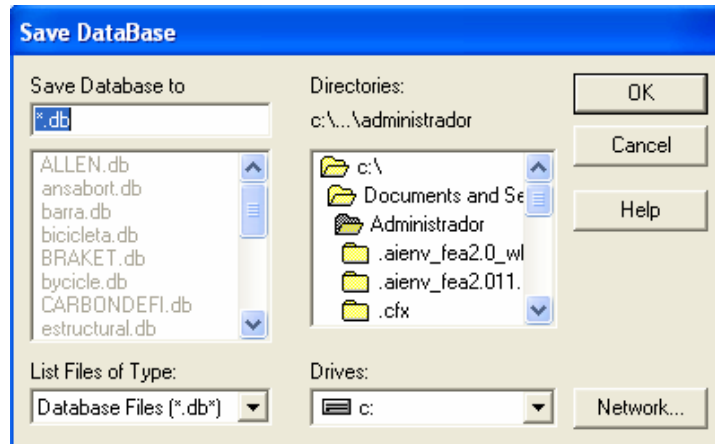 Save DataBase
Save Database to
*.db
ALLEN.db
ansabort.db
barra.db
bicicleta.db
BRAKET.db
bycicle.db
CARBONDEFI.db
estructural.db
List Files of Type:
Database Files (*.db*)
Directories:
c:\...\administrador
c:\
Documents and Se
Administrador
.aienv_fea2.0_wl
.aienv_fea2.011.
.cfx
Drives:
c:
OK
Cancel
Help
Network...